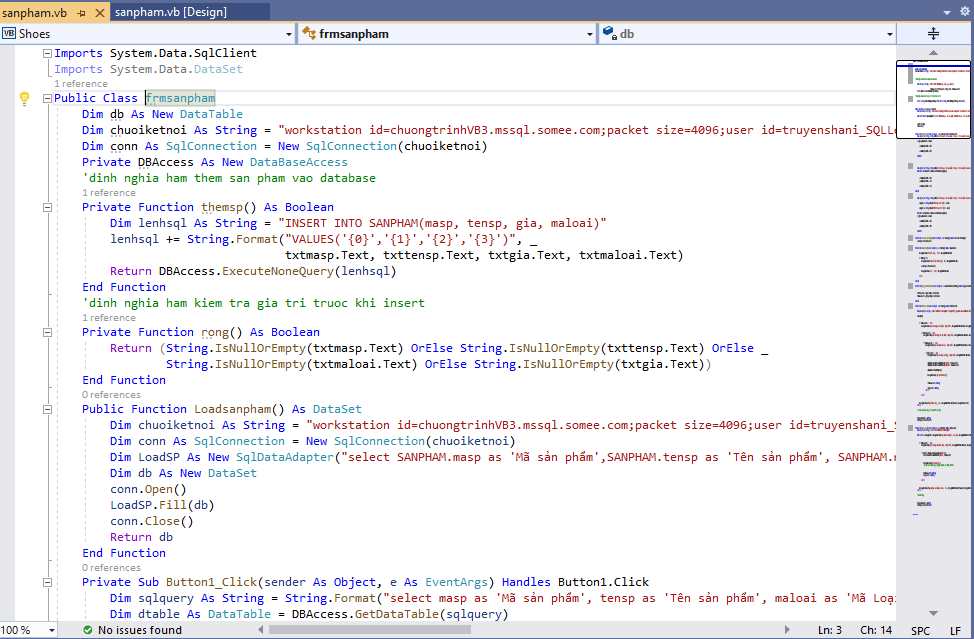 sanpham.vb
sanpham.vb [Design]
VB Shoes
frmsanpham
db
Imports System.Data.SqlClient
Imports System.Data.DataSet
1 reference
Public Class frmsanpham
Dim db As New DataTable
Dim chuoiketnoi As String = "workstation id=chuongtrinhVB3.mssql.somee.com;packet size=4096;user id=truyenshani_SQLLo
Dim conn As SqlConnection = New SqlConnection(chuoiketnoi)
Private DBAccess As New DataBaseAccess
'dinh nghia ham them san pham vao database
1 reference
Private Function themsp() As Boolean
Dim lenhsql As String = "INSERT INTO SANPHAM(masp, tensp, gia, maloai)"
lenhsql += String.Format("VALUES('{0}','{1}','{2}','{3}')", _
txtmasp.Text, txttensp.Text, txtgia.Text, txtmaloai.Text)
Return DBAccess.ExecuteNoneQuery(lenhsql)
End Function
'dinh nghia ham kiem tra gia tri truoc khi insert
1 reference
Private Function rong() As Boolean
Return (String.IsNullOrEmpty(txtmasp.Text) OrElse String.IsNullOrEmpty(txttensp.Text) OrElse _
String.IsNullOrEmpty(txtmaloai.Text) OrElse String.IsNullOrEmpty(txtgia.Text))
End Function
0 references
Public Function Loadsanpham() As DataSet
Dim chuoiketnoi As String = "workstation id=chuongtrinhVB3.mssql.somee.com;packet size=4096;user id=truyenshani_S
Dim conn As SqlConnection = New SqlConnection(chuoiketnoi)
Dim LoadSP As New SqlDataAdapter("select SANPHAM.masp as 'Mã sản phẩm',SANPHAM.tensp as 'Tên sản phẩm', SANPHAM.m
Dim db As New DataSet
conn.Open()
LoadSP.Fill(db)
conn.Close()
Return db
End Function
0 references
Private Sub Button1_Click(sender As Object, e As EventArgs) Handles Button1.Click
Dim sqlquery As String = String.Format("select masp as 'Mã sản phẩm', tensp as 'Tên sản phẩm', maloai as 'Mã Loạ
Dim dtable As DataTable = DBAccess.GetDataTable(sqlquery)
100 %
No issues found
Ln: 3
Ch: 14
SPC
LF